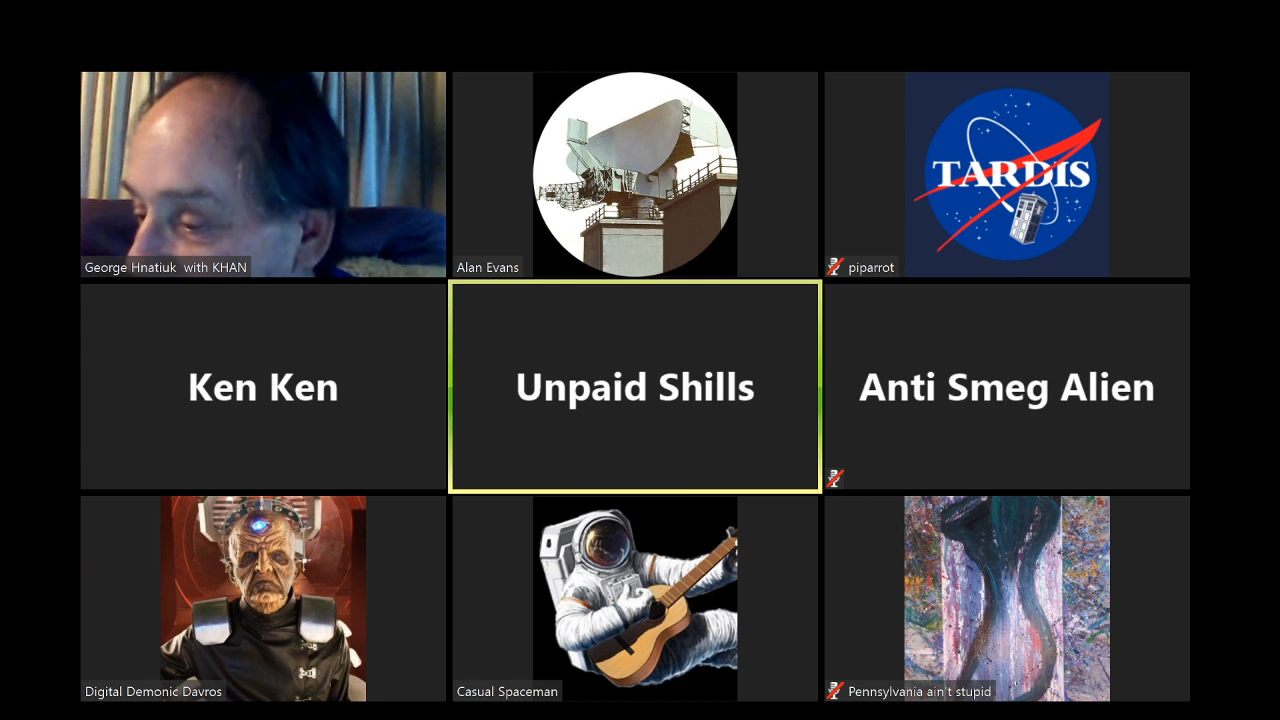 George Hnatiuk  with KHAN
Alan Evans
TARDIS
piparrot
Ken Ken
Unpaid Shills
Anti Smeg Alien
Digital Demonic Davros
Casual Spaceman
Pennsylvania ain't stupid